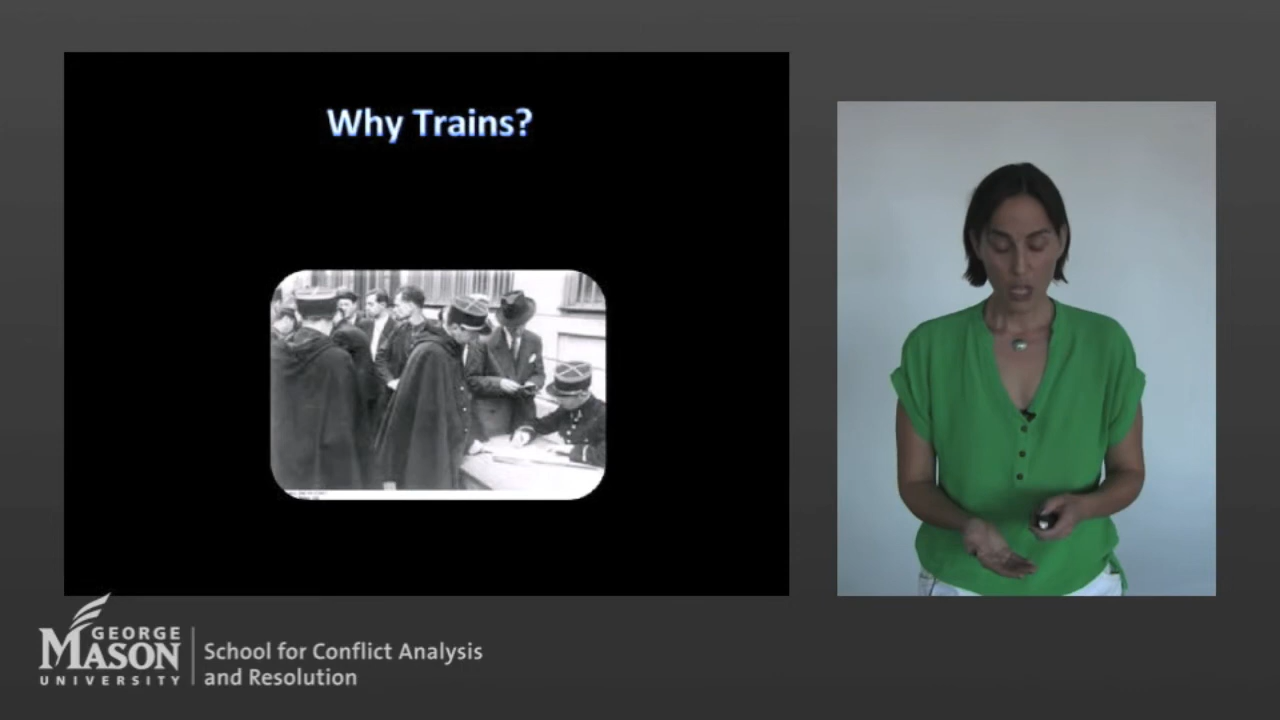 Why Trains?
GEORGE
MASON
UNIVERSITY
School for Conflict Analysis
and Resolution